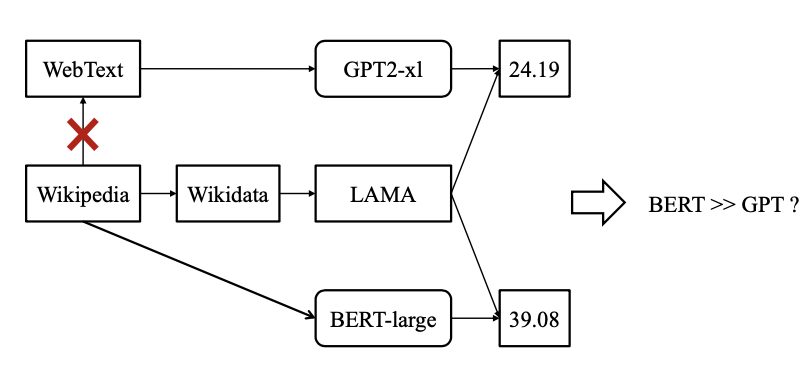 WebText
GPT2-xl
24.19
Wikipedia
Wikidata
LAMA
BERT >> GPT ?
BERT-large
39.08